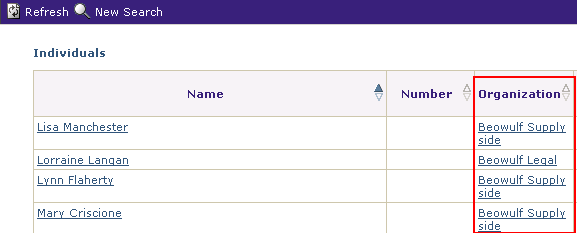 Refresh New Search
Individuals
Name Number Organization
Lisa Manchester Beowulf Supply
side
Lorraine Langan Beowulf Legal
Lynn Flaherty Beowulf Supply
side
Mary Criscione Beowulf Supply
side